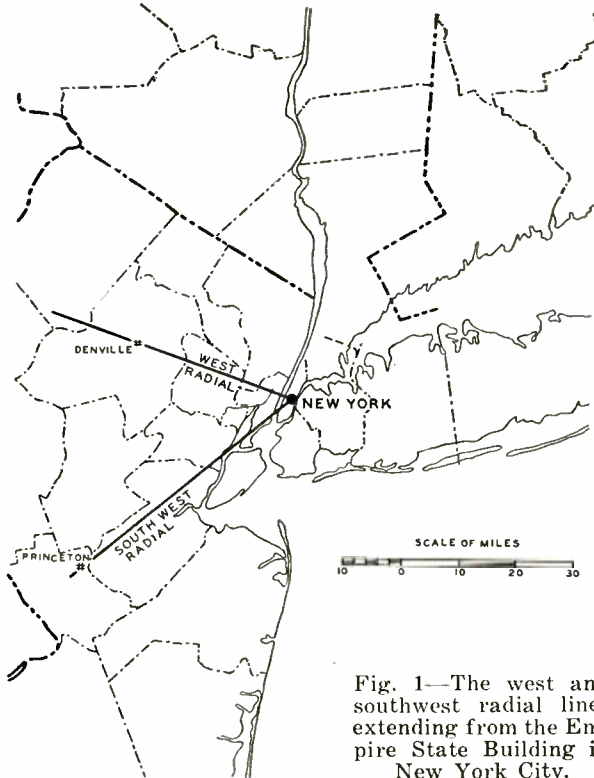 DENVILLE #
WEST
RADIAL
NEW YORK
SOUTH WEST
RADIAL
PRINCETON
#
SCALE OF MILES
10 0 10 20 30
Fig. 1—The west an
southwest radial line
extending from the Em
pire State Building i
New York City.